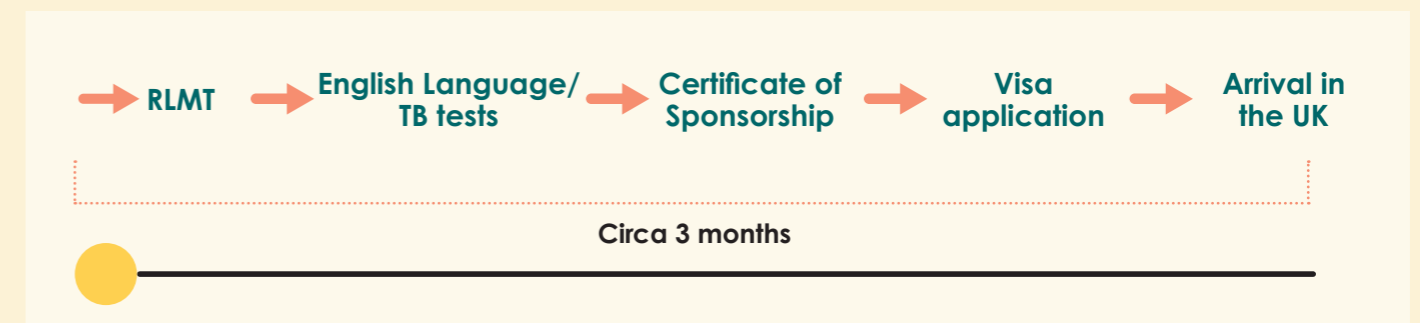 RLMT
English Language/
TB tests
Certificate of
Sponsorship
Visa
application
Arrival in
the UK
Circa 3 months